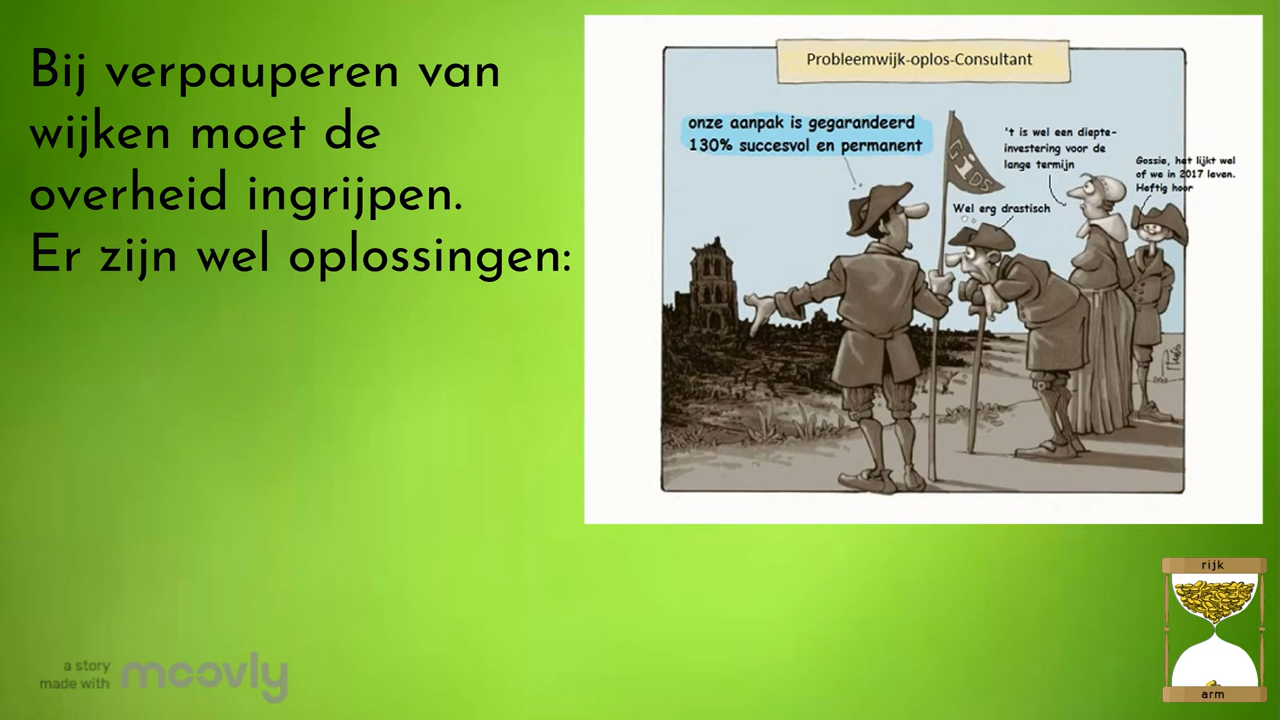 Bij verpauperen van
wijken moet de
overheid ingrijpen.
Er zijn wel oplossingen:
Probleemwijk-oplos-Consultant
onze aanpak is gegarandeerd
130% succesvol en permanent
't is wel een diepte-
investering voor de
lange termijn
Gossie, het lijkt wel
of we in 2017 leven.
Heftig hoor
Wel erg drastisch
GIDS
rijk
arm
a story
made with
moovly